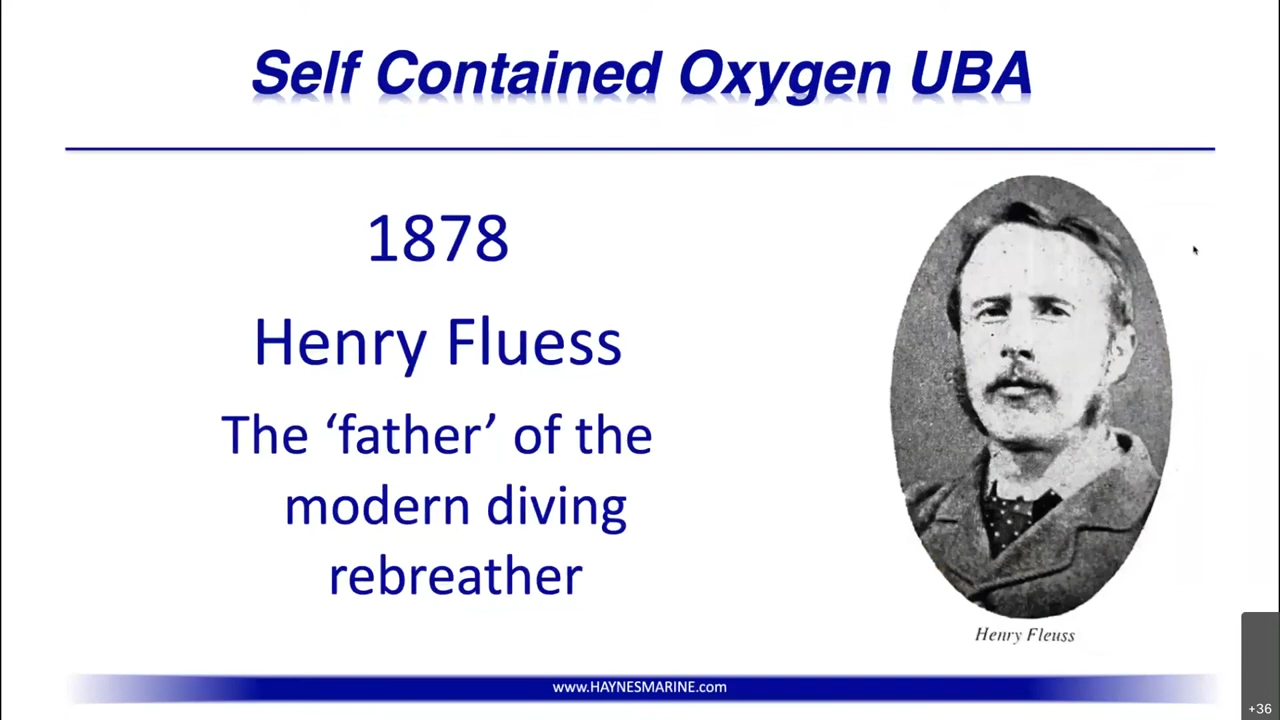 Self Contained Oxygen UBA
1878
Henry Fluess
The ‘father’ of the
modern diving
rebreather
Henry Fleuss
www.HAYNESMARINE.com
+36